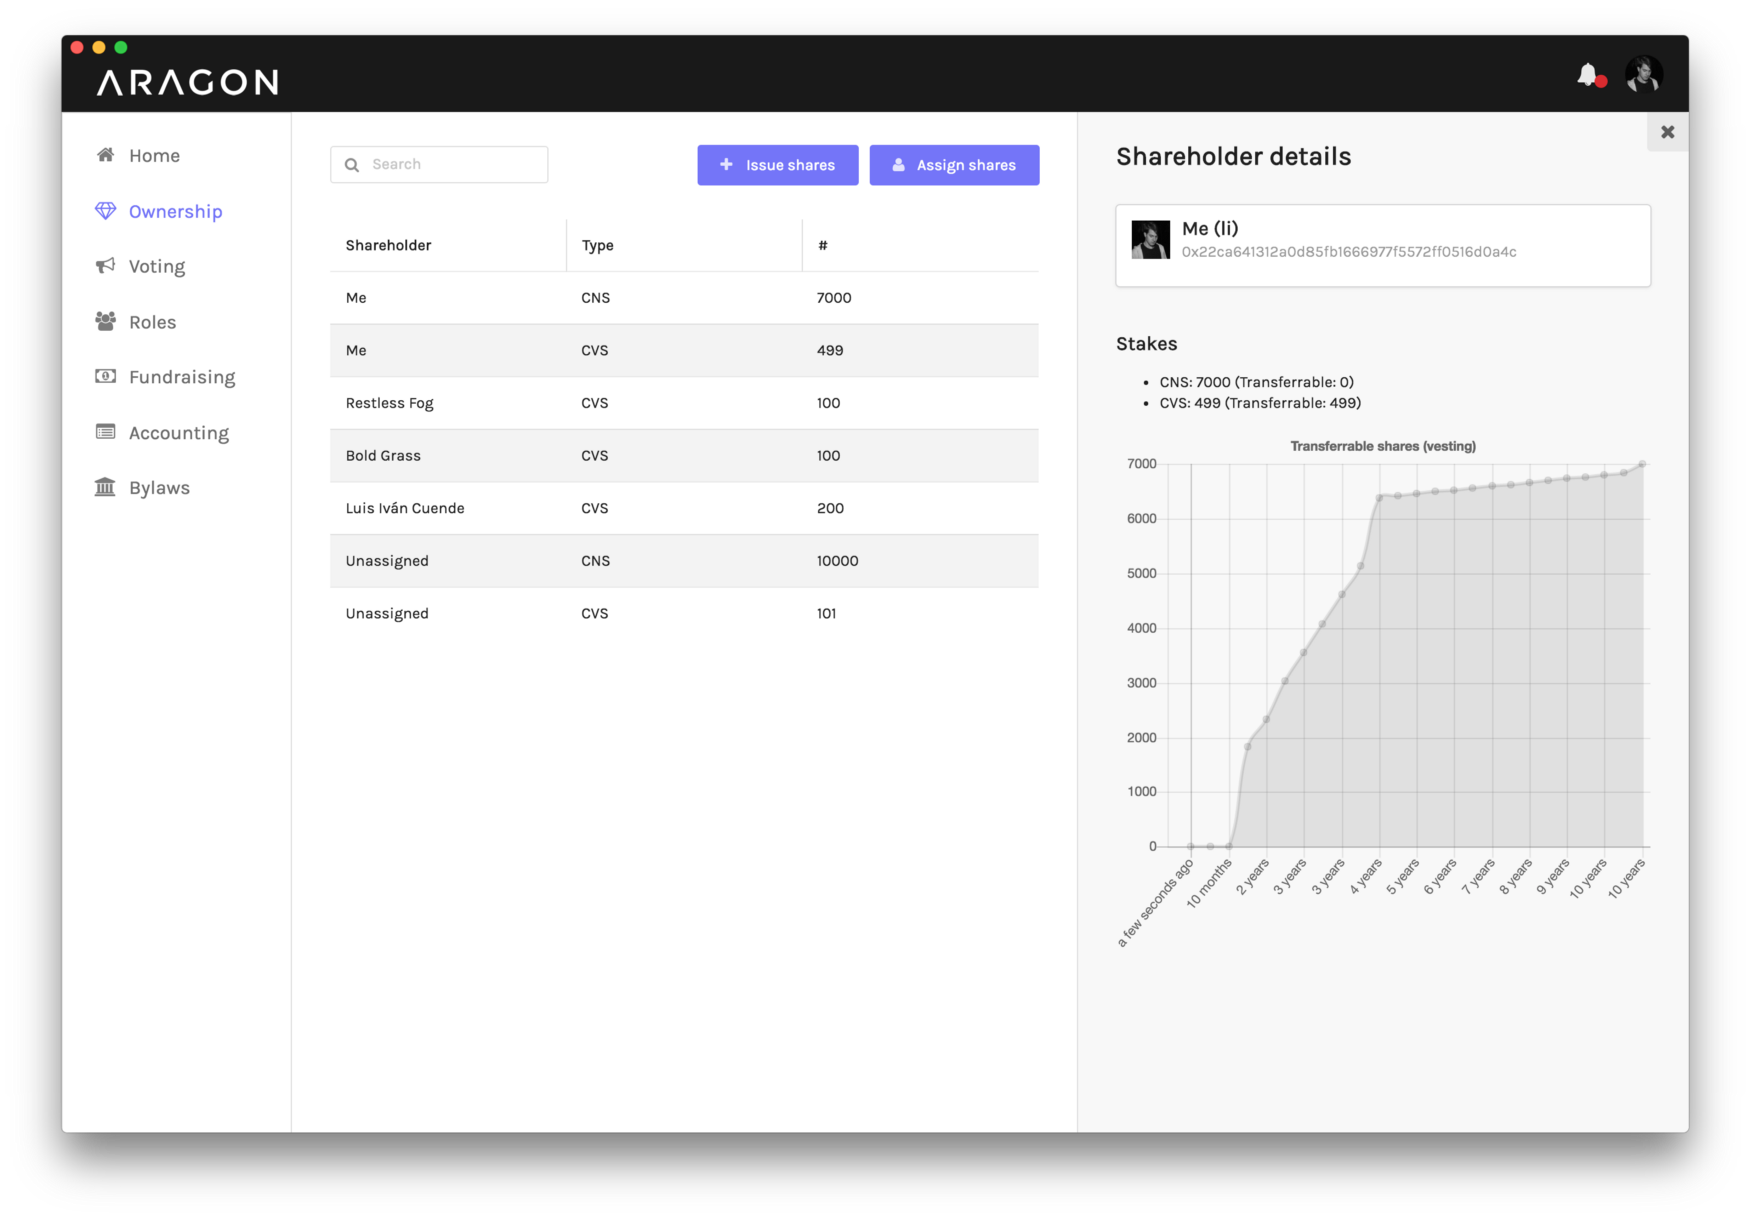 ARAGON
Home
Ownership
Voting
Roles
Fundraising
Accounting
Bylaws
Search
Issue shares
Assign shares
Shareholder Type #
Me CNS 7000
Me CVS 499
Restless Fog CVS 100
Bold Grass CVS 100
Luis Iván Cuende CVS 200
Unassigned CNS 10000
Unassigned CVS 101
Shareholder details
Me (li)
0x22ca641312a0d85fb1666977f5572ff0516d0a4c
Stakes
CNS: 7000 (Transferrable: 0)
CVS: 499 (Transferrable: 499)
Transferrable shares (vesting)
7000
6000
5000
4000
3000
2000
1000
0
a few seconds ago
10 months
2 years
3 years
3 years
4 years
5 years
6 years
7 years
8 years
9 years
10 years
10 years